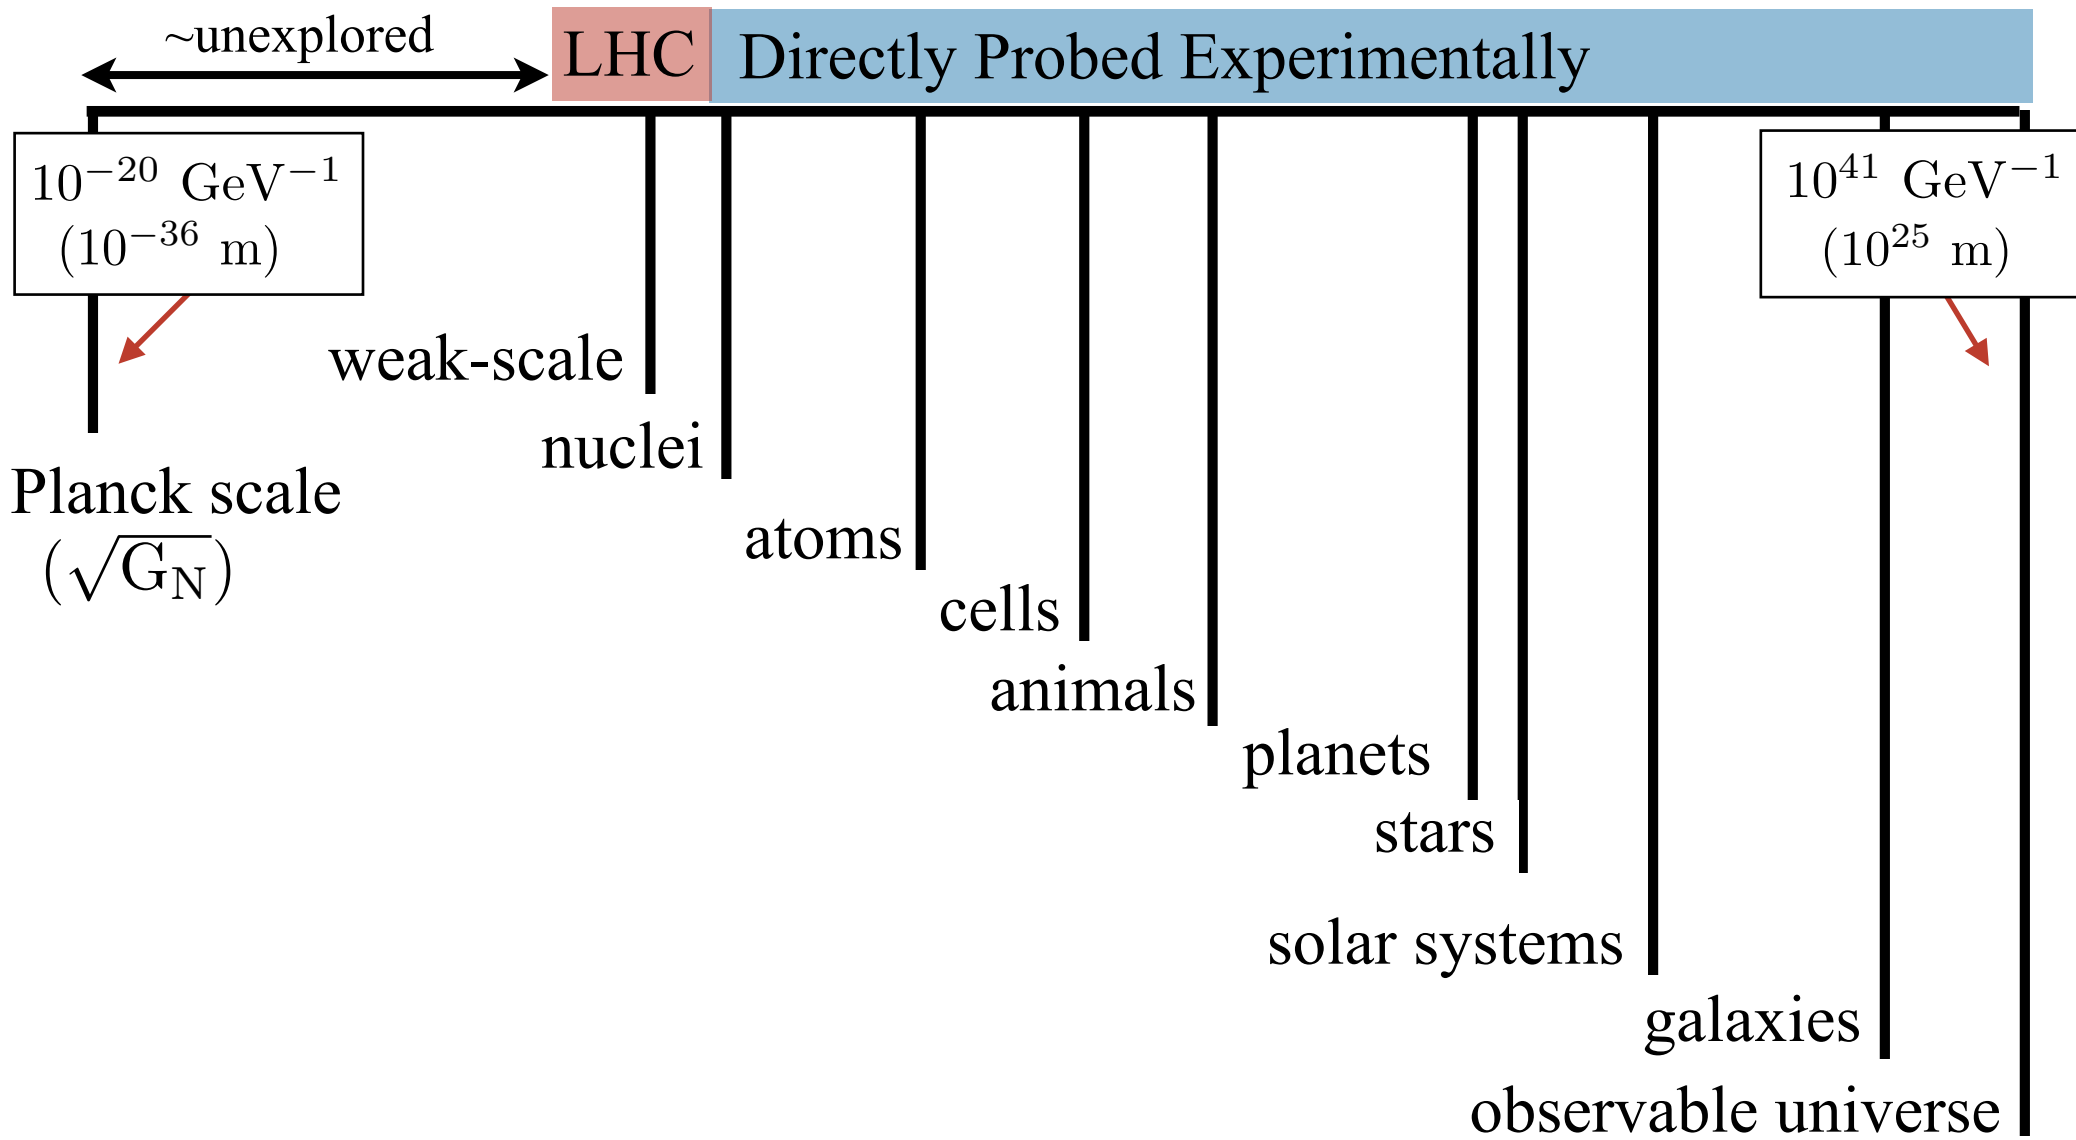 ~unexplored
LHC
Directly Probed Experimentally
10⁻²⁰ GeV⁻¹
(10⁻³⁶ m)
10⁴¹ GeV⁻¹
(10²⁵ m)
weak-scale
nuclei
Planck scale
(√G_N)
atoms
cells
animals
planets
stars
solar systems
galaxies
observable universe